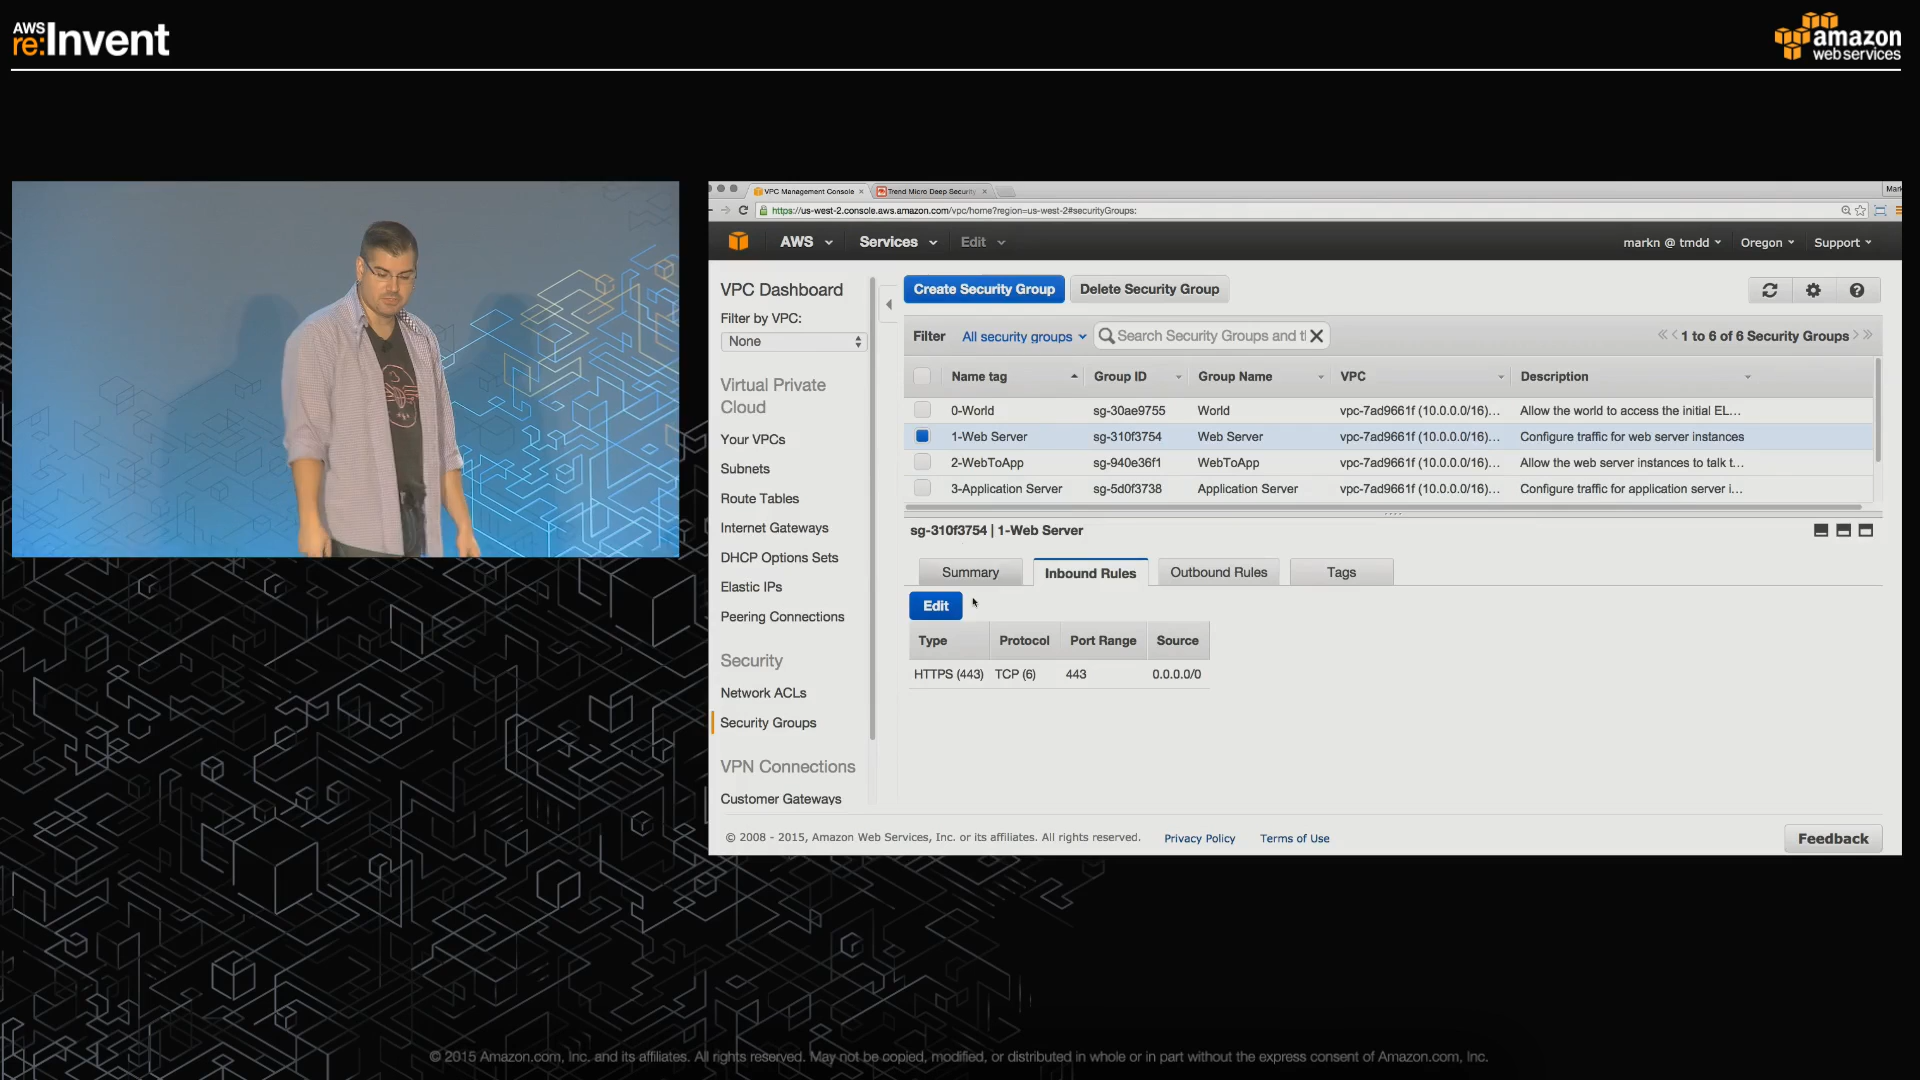 AWS
re:Invent
amazon
web services
VPC Management Console
Trend Micro Deep Security
https://us-west-2.console.aws.amazon.com/vpc/home?region=us-west-2#securityGroups:
AWS Services Edit
markn @ tmdd Oregon Support
VPC Dashboard
Filter by VPC:
None
Virtual Private
Cloud
Your VPCs
Subnets
Route Tables
Internet Gateways
DHCP Options Sets
Elastic IPs
Peering Connections
Security
Network ACLs
Security Groups
VPN Connections
Customer Gateways
Create Security Group Delete Security Group
Filter All security groups Search Security Groups and t 1 to 6 of 6 Security Groups
Name tag Group ID Group Name VPC Description
0-World sg-30ae9755 World vpc-7ad9661f (10.0.0.0/16)... Allow the world to access the initial EL...
1-Web Server sg-310f3754 Web Server vpc-7ad9661f (10.0.0.0/16)... Configure traffic for web server instances
2-WebToApp sg-940e36f1 WebToApp vpc-7ad9661f (10.0.0.0/16)... Allow the web server instances to talk t...
3-Application Server sg-5d0f3738 Application Server vpc-7ad9661f (10.0.0.0/16)... Configure traffic for application server i...
sg-310f3754 | 1-Web Server
Summary Inbound Rules Outbound Rules Tags
Edit
Type Protocol Port Range Source
HTTPS (443) TCP (6) 443 0.0.0.0/0
© 2008 - 2015, Amazon Web Services, Inc. or its affiliates. All rights reserved. Privacy Policy Terms of Use
Feedback
© 2015 Amazon.com, Inc. and its affiliates. All rights reserved. May not be copied, modified, or distributed in whole or in part without the express consent of Amazon.com, Inc.